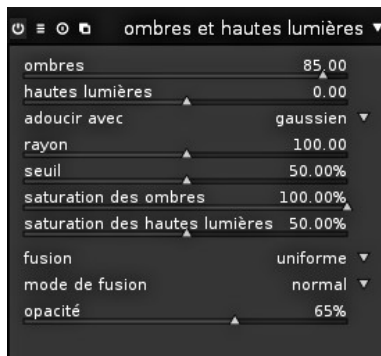 ombres et hautes lumières
ombres 85.00
hautes lumières 0.00
adoucir avec gaussien
rayon 100.00
seuil 50.00%
saturation des ombres 100.00%
saturation des hautes lumières 50.00%
fusion uniforme
mode de fusion normal
opacité 65%